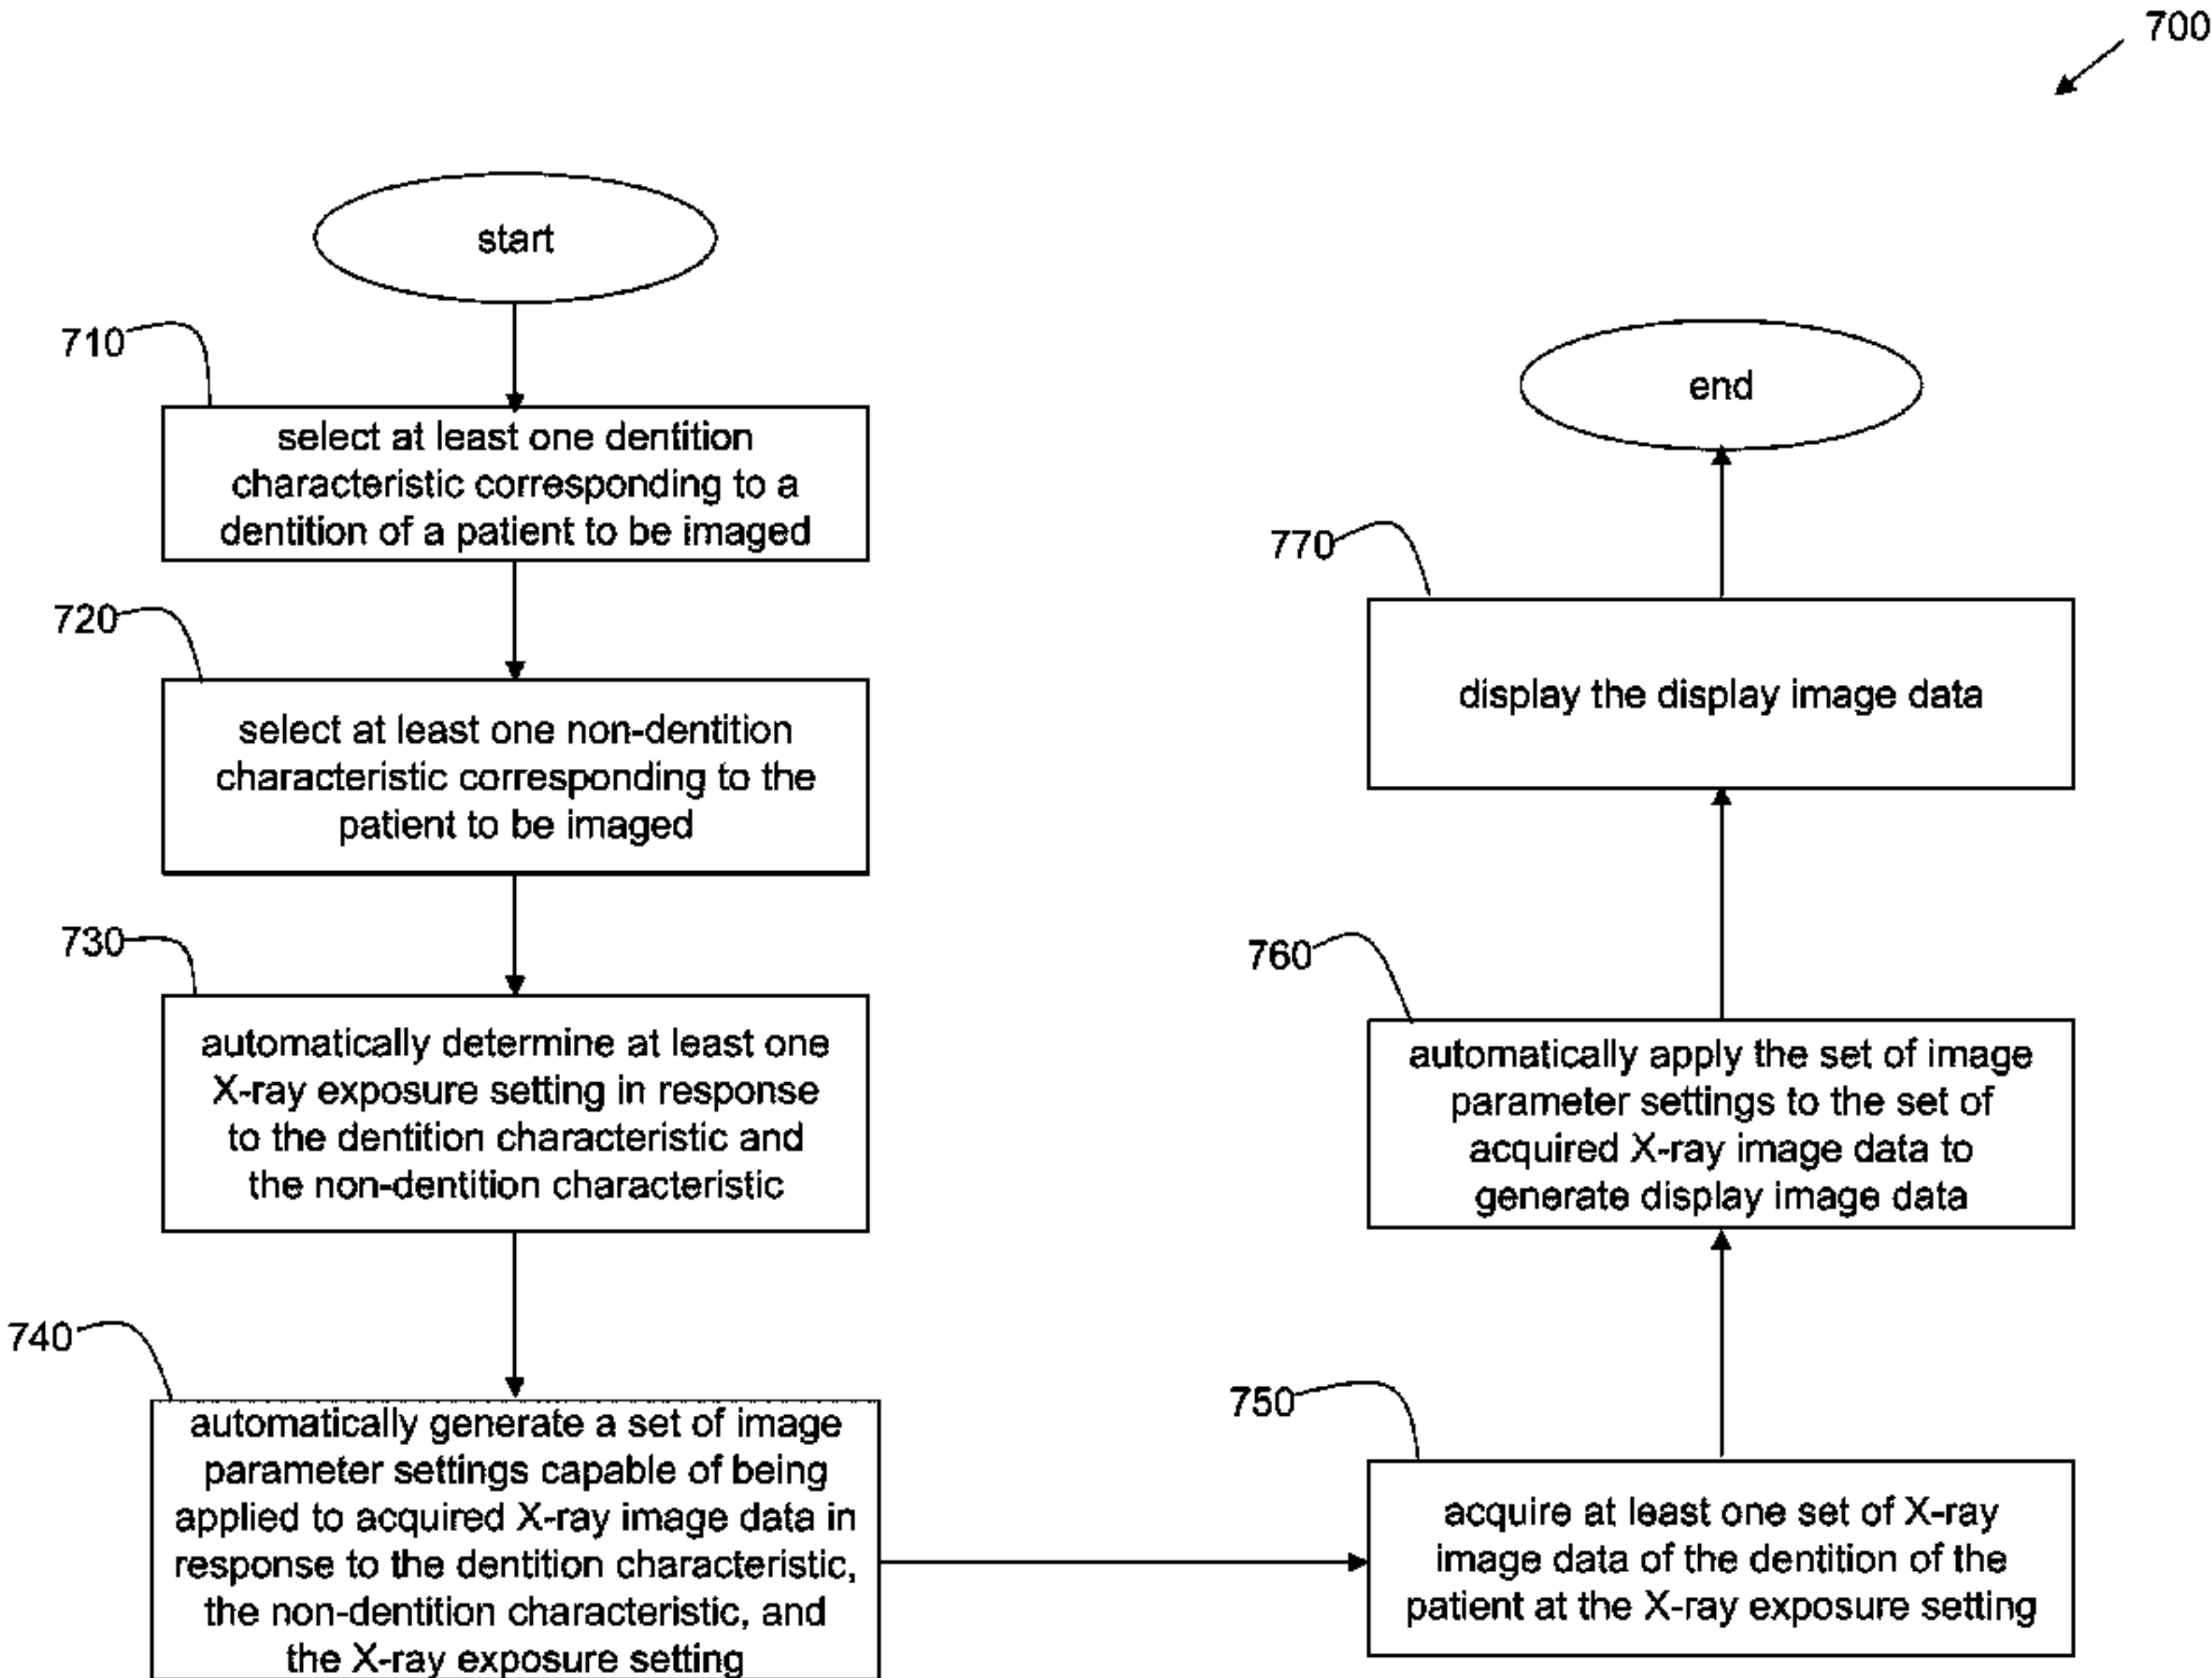 700
start
710
select at least one dentition
characteristic corresponding to a
dentition of a patient to be imaged
720
select at least one non-dentition
characteristic corresponding to the
patient to be imaged
730
automatically determine at least one
X-ray exposure setting in response
to the dentition characteristic and
the non-dentition characteristic
740
automatically generate a set of image
parameter settings capable of being
applied to acquired X-ray image data in
response to the dentition characteristic,
the non-dentition characteristic, and
the X-ray exposure setting
750
acquire at least one set of X-ray
image data of the dentition of the
patient at the X-ray exposure setting
760
automatically apply the set of image
parameter settings to the set of
acquired X-ray image data to
generate display image data
770
display the display image data
end